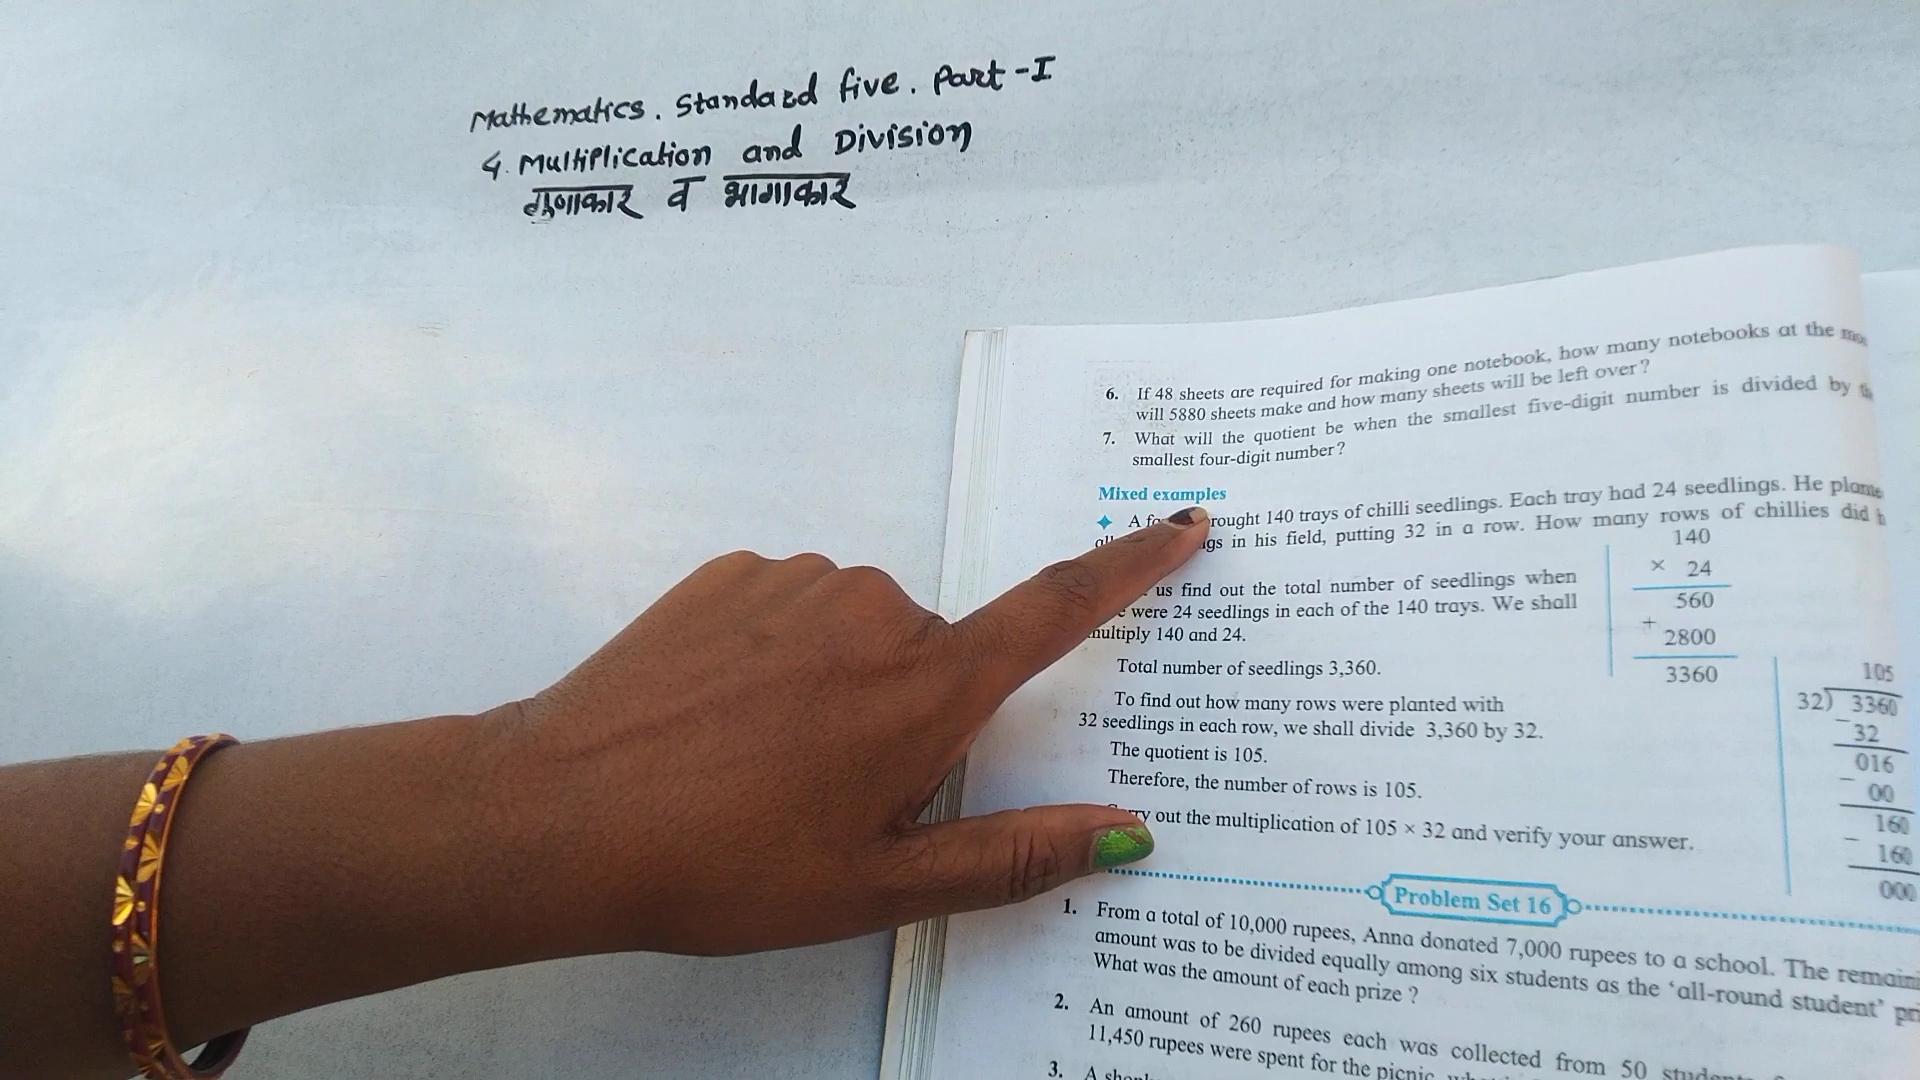 Mathematics. Standard five. Part-I
4. Multiplication and Division
गुणाकार व भागाकार
6. If 48 sheets are required for making one notebook, how many notebooks at the
will 5880 sheets make and how many sheets will be left over?
7. What will the quotient be when the smallest five-digit number is divided by
smallest four-digit number?
Mixed examples
A rought 140 trays of chilli seedlings. Each tray had 24 seedlings. He
in his field, putting 32 in a row. How many rows of chillies did
us find out the total number of seedlings when
were 24 seedlings in each of the 140 trays. We shall
multiply 140 and 24.
Total number of seedlings 3,360.
To find out how many rows were planted with
32 seedlings in each row, we shall divide 3,360 by 32.
The quotient is 105.
Therefore, the number of rows is 105.
out the multiplication of 105 × 32 and verify your answer.
140
× 24
560
+
2800
3360
105
32) 3360
− 32
016
− 00
160
− 160
000
Problem Set 16
1. From a total of 10,000 rupees, Anna donated 7,000 rupees to a school. The
amount was to be divided equally among six students as the ‘all-round student’
What was the amount of each prize ?
2. An amount of 260 rupees each was collected from 50
11,450 rupees were spent for the picnic,
3. A